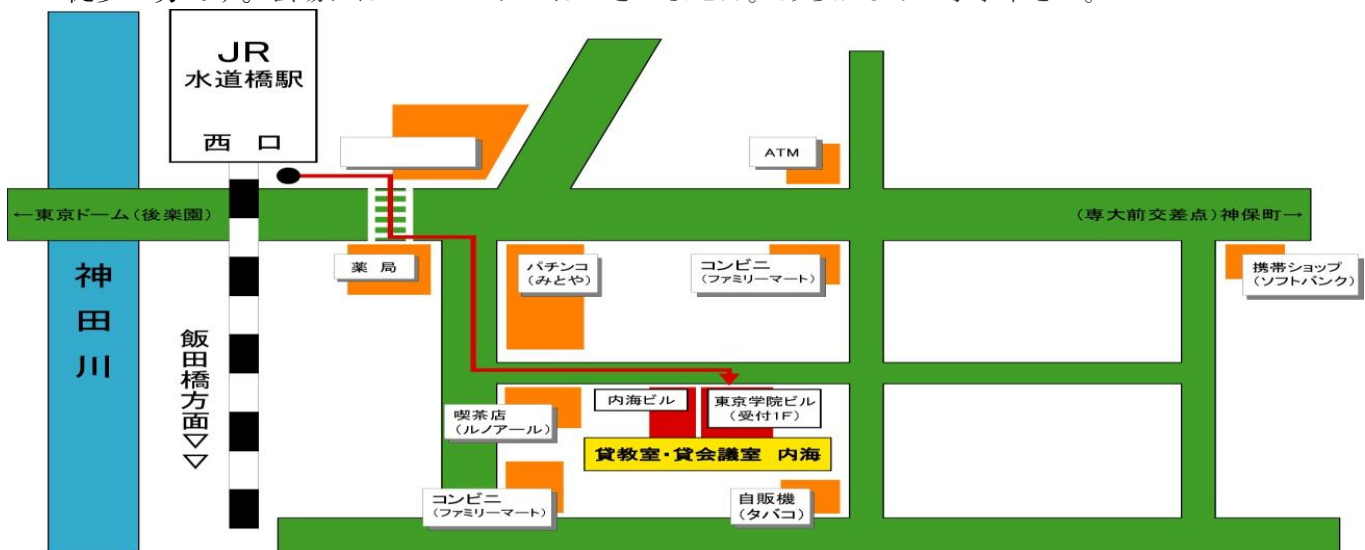 JR
水道橋駅
西 口
ATM
←東京ドーム(後楽園)
(専大前交差点)神保町→
神田川
飯田橋方面▽▽
薬 局
パチンコ
(みとや)
コンビニ
(ファミリーマート)
携帯ショップ
(ソフトバンク)
喫茶店
(ルノアール)
内海ビル
東京学院ビル
(受付1F)
貸教室・貸会議室 内海
コンビニ
(ファミリーマート)
自販機
(タバコ)